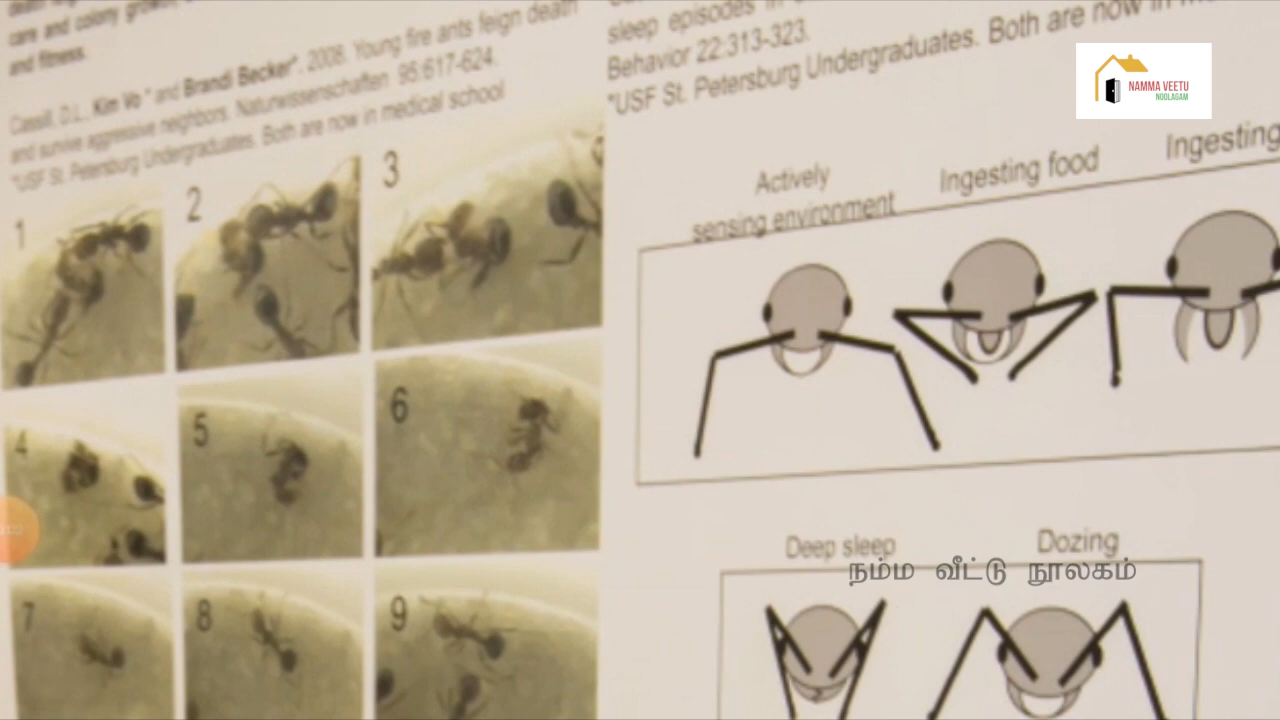 care and colony growth,
and fitness.
Cassill, D.L., Kim Vo * and Brandi Becker*. 2008. Young fire ants feign death
and survive aggressive neighbors. Naturwissenschaften 95:617-624.
*USF St. Petersburg Undergraduates. Both are now in medical school
1
2
3
4
5
6
7
8
9
sleep episodes in
Behavior 22:313-323.
*USF St. Petersburg Undergraduates. Both are now in
NAMMA VEETU
NOOLAGAM
Actively
sensing environment
Ingesting food
Ingesting
Deep sleep
Dozing
நம்ம வீட்டு நூலகம்